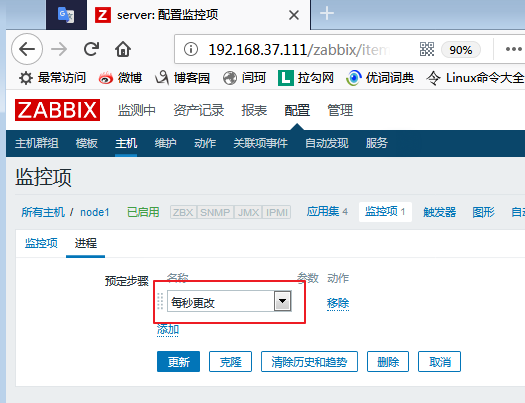 server: 配置监控项
192.168.37.111/zabbix/item
90%
最常访问 微博 博客园 闫珂 拉勾网 优词词典 Linux命令大全
ZABBIX 监测中 资产记录 报表 配置 管理
主机群组 模板 主机 维护 动作 关联项事件 自动发现 服务
监控项
所有主机 / node1 已启用 ZBX SNMP JMX IPMI 应用集 4 监控项 1 触发器 图形 自
监控项 进程
预定步骤 名称 参数 动作
每秒更改 移除
添加
更新 克隆 清除历史和趋势 删除 取消